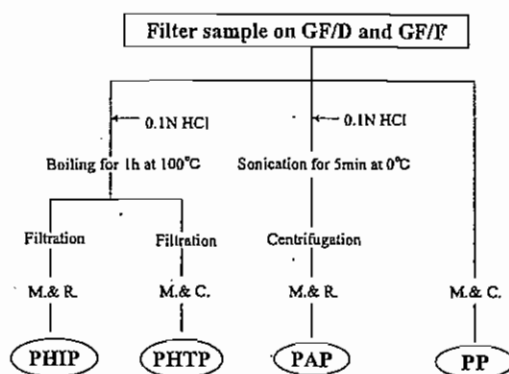 Filter sample on GF/D and GF/F
0.1N HCl
0.1N HCl
Boiling for 1h at 100°C
Sonication for 5min at 0°C
Filtration
Filtration
Centrifugation
M.& R.
M.& C.
M.& R.
M.& C.
PHIP
PHTP
PAP
PP